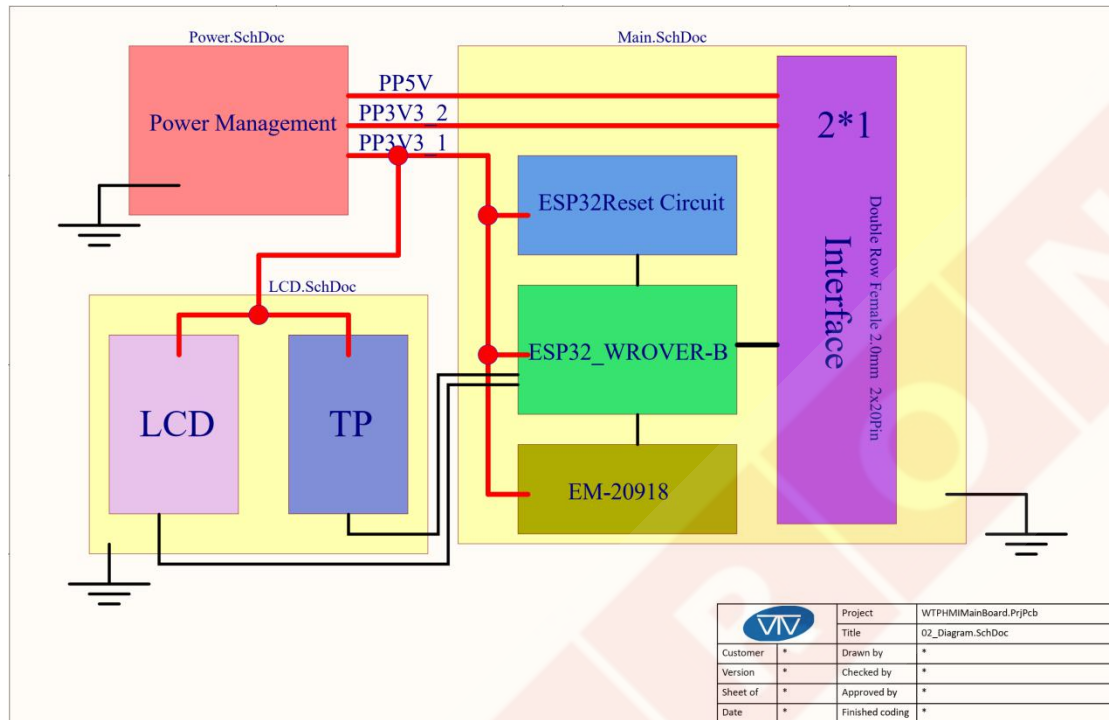 Power.SchDoc
Main.SchDoc
Power Management
PP5V
PP3V3_2
PP3V3_1
2*1
Interface
Double Row Female 2.0mm 2x20Pin
ESP32Reset Circuit
ESP32_WROVER-B
EM-20918
LCD.SchDoc
LCD
TP
VTV
Project WTPHMIMainBoard.PrjPcb
Title 02_Diagram.SchDoc
Customer * Drawn by *
Version * Checked by *
Sheet of * Approved by *
Date * Finished coding *